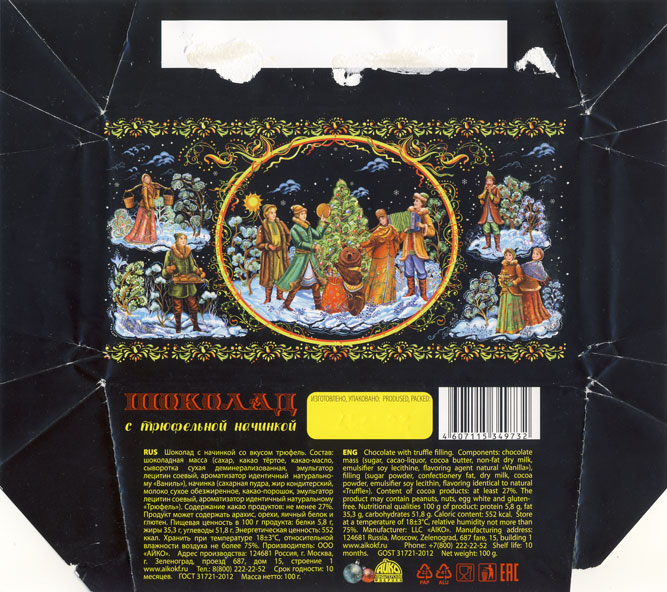 ШОКОЛАД
с трюфельной начинкой
ИЗГОТОВЛЕНО, УПАКОВАНО: PRODUSED, PACKED:
4 607115 349732
RUS Шоколад с начинкой со вкусом трюфель. Состав:
шоколадная масса (сахар, какао тёртое, какао-масло,
сыворотка сухая деминерализованная, эмульгатор
лецитин соевый, ароматизатор идентичный натурально-
му «Ваниль»), начинка (сахарная пудра, жир кондитерский,
молоко сухое обезжиренное, какао-порошок, эмульгатор
лецитин соевый, ароматизатор идентичный натуральному
«Трюфель»). Содержание какао продуктов: не менее 27%.
Продукт может содержать арахис, орехи, яичный белок и
глютен. Пищевая ценность в 100 г продукта: белки 5,8 г,
жиры 35,3 г, углеводы 51,8 г. Энергетическая ценность: 552
ккал. Хранить при температуре 18±3°С, относительной
влажности воздуха не более 75%. Производитель: ООО
«АЙКО». Адрес производства: 124681 Россия, г. Москва,
г. Зеленоград, проезд 687, дом 15, строение 1
www.aikokf.ru Тел.: 8(800) 222-22-52 Срок годности: 10
месяцев. ГОСТ 31721-2012 Масса нетто: 100 г.
ENG Chocolate with truffle filling. Components: chocolate
mass (sugar, cacao-liquor, cocoa butter, non-fat dry milk,
emulsifier soy lecithine, flavoring agent natural «Vanilla»),
filling (sugar powder, confectionery fat, dry milk, cocoa
powder, emulsifier soy lecithin, flavoring identical to natural
«Truffle»). Content of cocoa products: at least 27%. The
product may contain peanuts, nuts, egg white and gluten-
free. Nutritional qualities 100 g of product: protein 5,8 g, fat
35,3 g, carbohydrates 51,8 g. Caloric content: 552 kcal. Store
at a temperature of 18±3°C, relative humidity not more than
75%. Manufacturer: LLC «AIKO». Manufacturing address:
124681 Russia, Moscow, Zelenograd, 687 fare, 15, building 1
www.aikokf.ru Phone: +7(800) 222-22-52 Shelf life: 10
months. GOST 31721-2012 Net weight: 100 g.
АЙКО
21
PAP
41
ALU
EAC